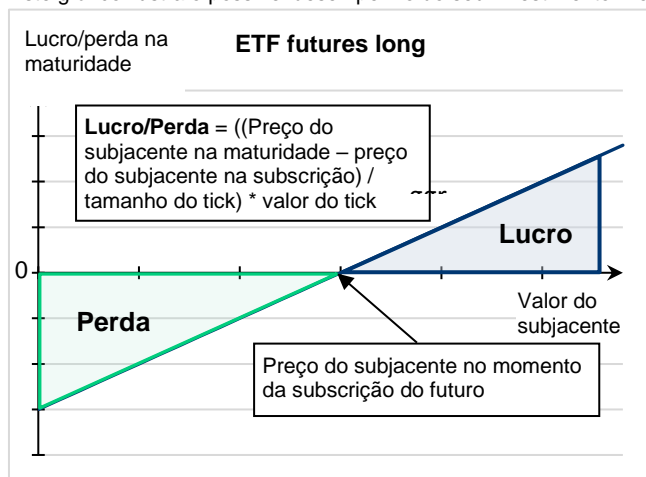 Lucro/perda na
maturidade
ETF futures long
Lucro/Perda = ((Preço do
subjacente na maturidade – preço
do subjacente na subscrição) /
tamanho do tick) * valor do tick
Lucro
0
Perda
Valor do
subjacente
Preço do subjacente no momento
da subscrição do futuro